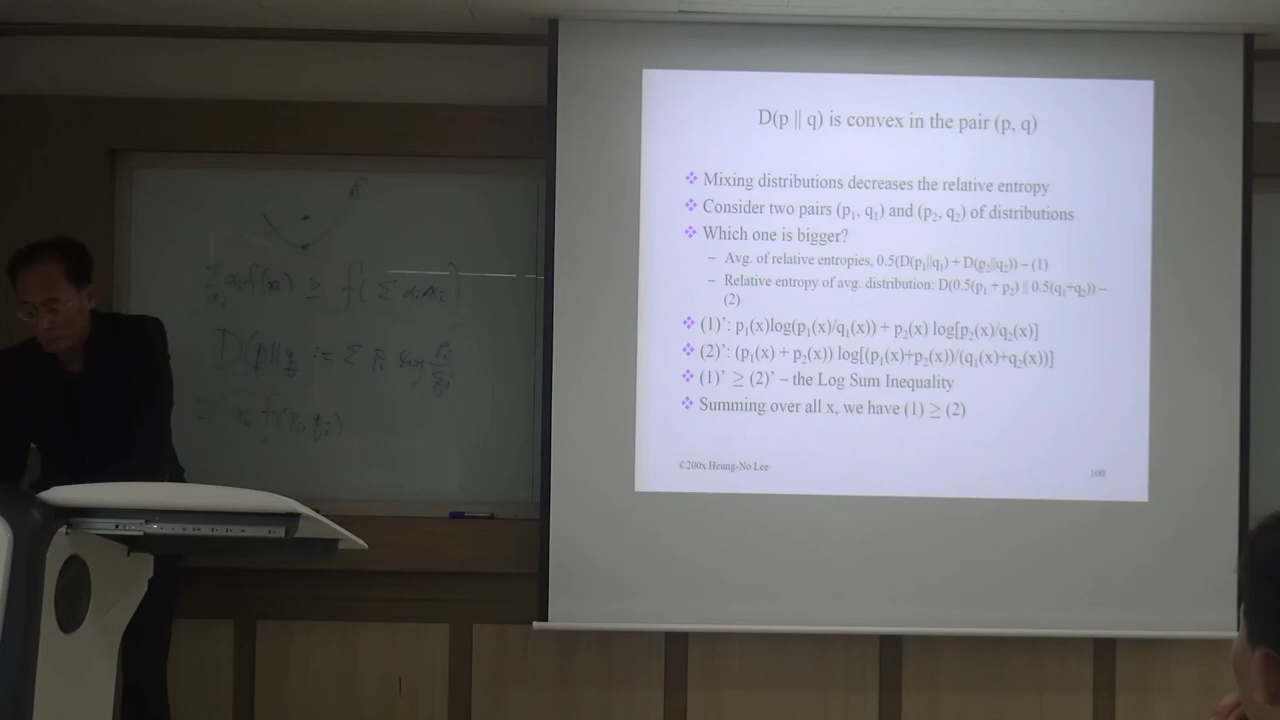 D(p || q) is convex in the pair (p, q)
❖ Mixing distributions decreases the relative entropy
❖ Consider two pairs (p₁, q₁) and (p₂, q₂) of distributions
❖ Which one is bigger?
– Avg. of relative entropies, 0.5(D(p₁||q₁) + D(p₂||q₂)) – (1)
– Relative entropy of avg. distribution: D(0.5(p₁ + p₂) || 0.5(q₁+q₂)) –
(2)
❖ (1)’: p₁(x)log(p₁(x)/q₁(x)) + p₂(x) log[p₂(x)/q₂(x)]
❖ (2)’: (p₁(x) + p₂(x)) log[(p₁(x)+p₂(x))/(q₁(x)+q₂(x))]
❖ (1)’ ≥ (2)’ – the Log Sum Inequality
❖ Summing over all x, we have (1) ≥ (2)
©200x Heung-No Lee
100
f(xᵢ) ≥ f(Σ αᵢxᵢ)
D(p||q := Σ pᵢ log pᵢ/qᵢ
f(pᵢ, qᵢ)